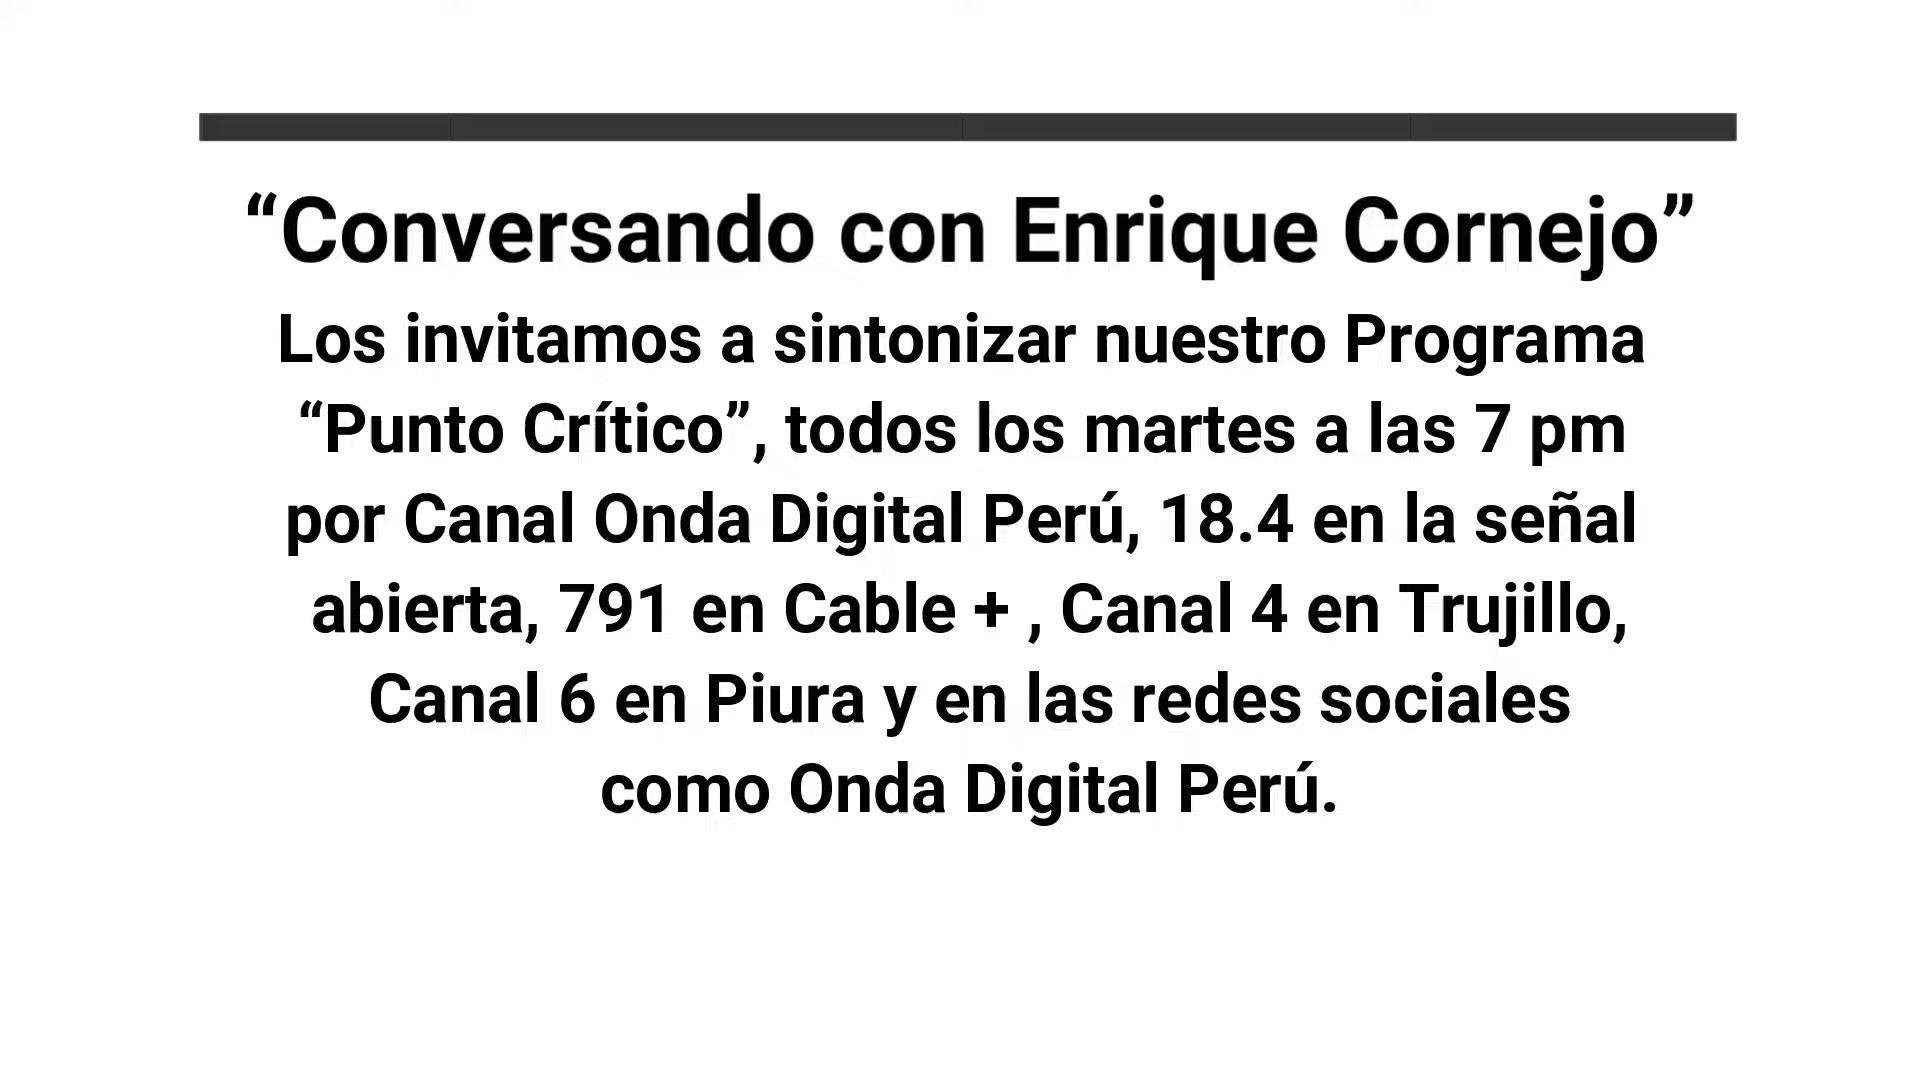 “Conversando con Enrique Cornejo”
Los invitamos a sintonizar nuestro Programa
“Punto Crítico”, todos los martes a las 7 pm
por Canal Onda Digital Perú, 18.4 en la señal
abierta, 791 en Cable + , Canal 4 en Trujillo,
Canal 6 en Piura y en las redes sociales
como Onda Digital Perú.